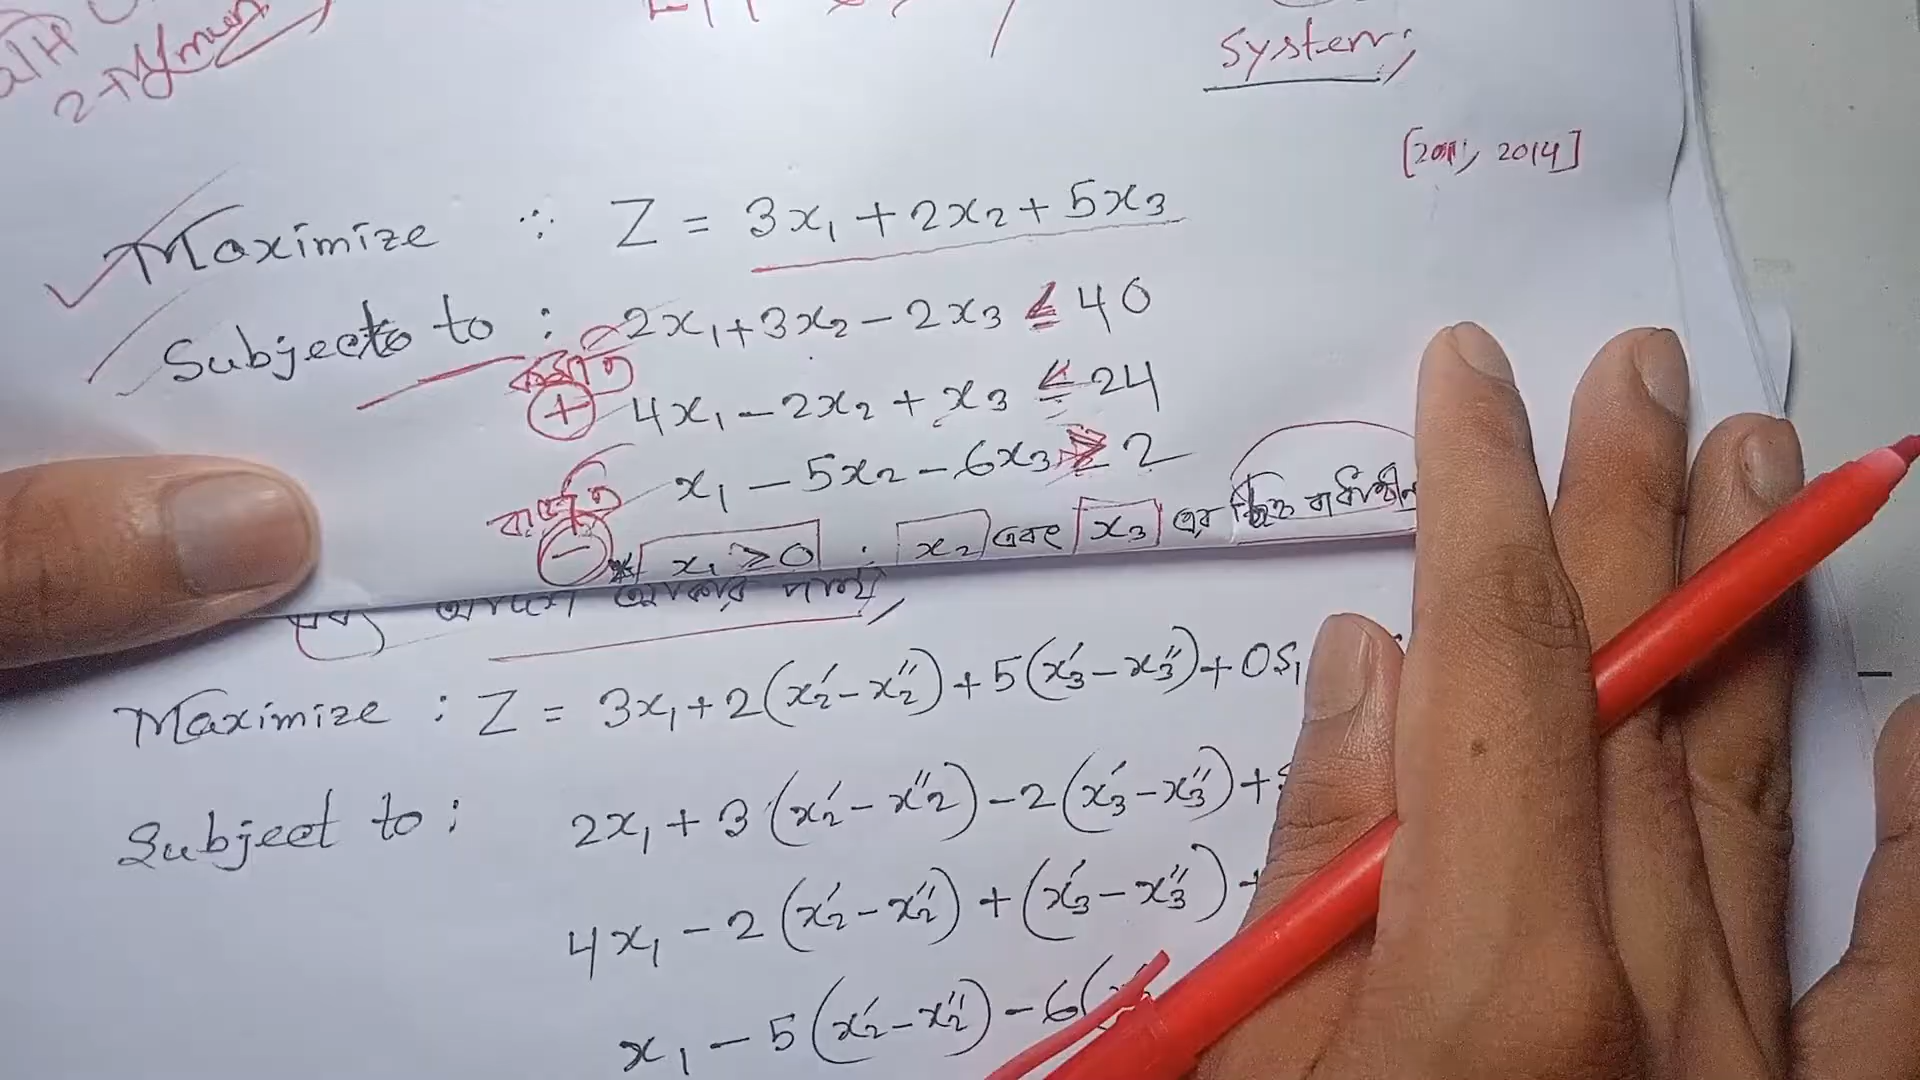 System;
[2011, 2014]
Maximize : Z = 3x₁ + 2x₂ + 5x₃
Subject to : 2x₁ + 3x₂ - 2x₃ ≤ 40
+ 4x₁ - 2x₂ + x₃ ≤ 24
x₁ - 5x₂ - 6x₃ ≥ 2
- * x₁ ≥ 0 ; x₂ এবং x₃ এর চিহ্ন
Maximize : Z = 3x₁ + 2(x₂′ - x₂″) + 5(x₃′ - x₃″) + 0S₁
Subject to : 2x₁ + 3(x₂′ - x″₂) - 2(x₃′ - x₃″) +
4x₁ - 2(x₂′ - x₂″) + (x₃′ - x₃″) +
x₁ - 5(x₂′ - x₂″) - 6(